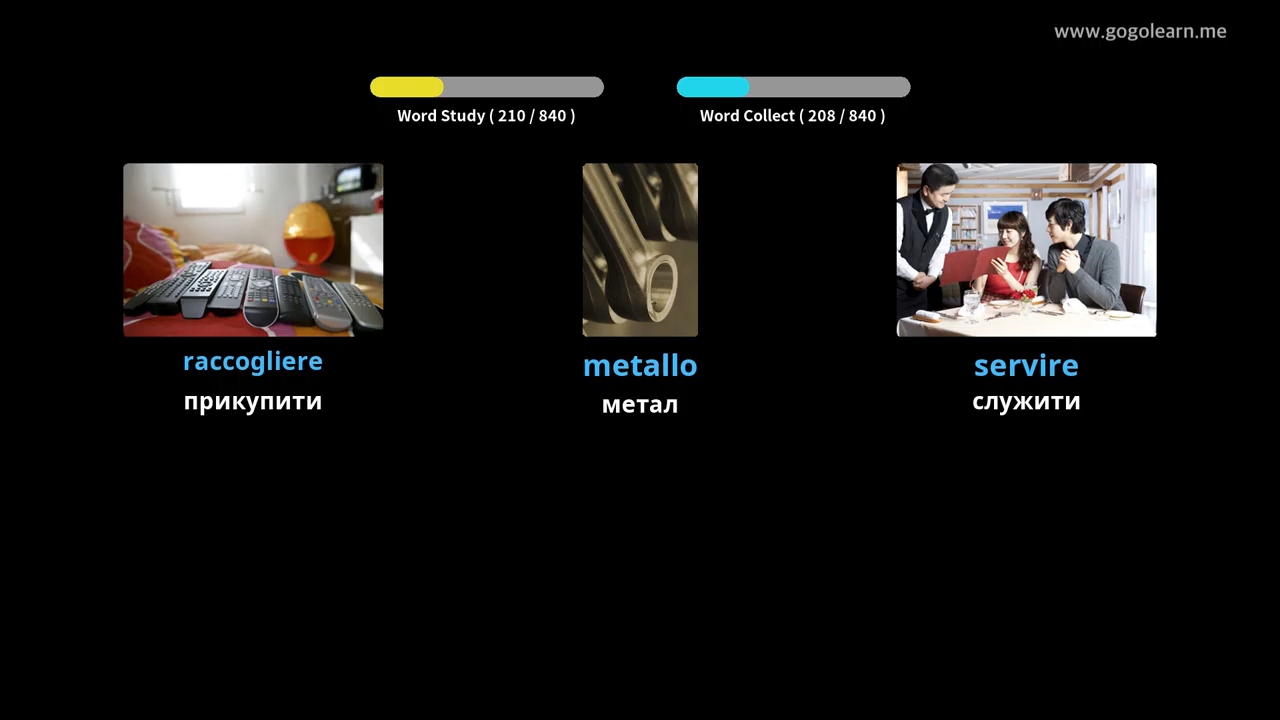 www.gogolearn.me
Word Study ( 210 / 840 )
Word Collect ( 208 / 840 )
raccogliere
прикупити
metallo
метал
servire
служити